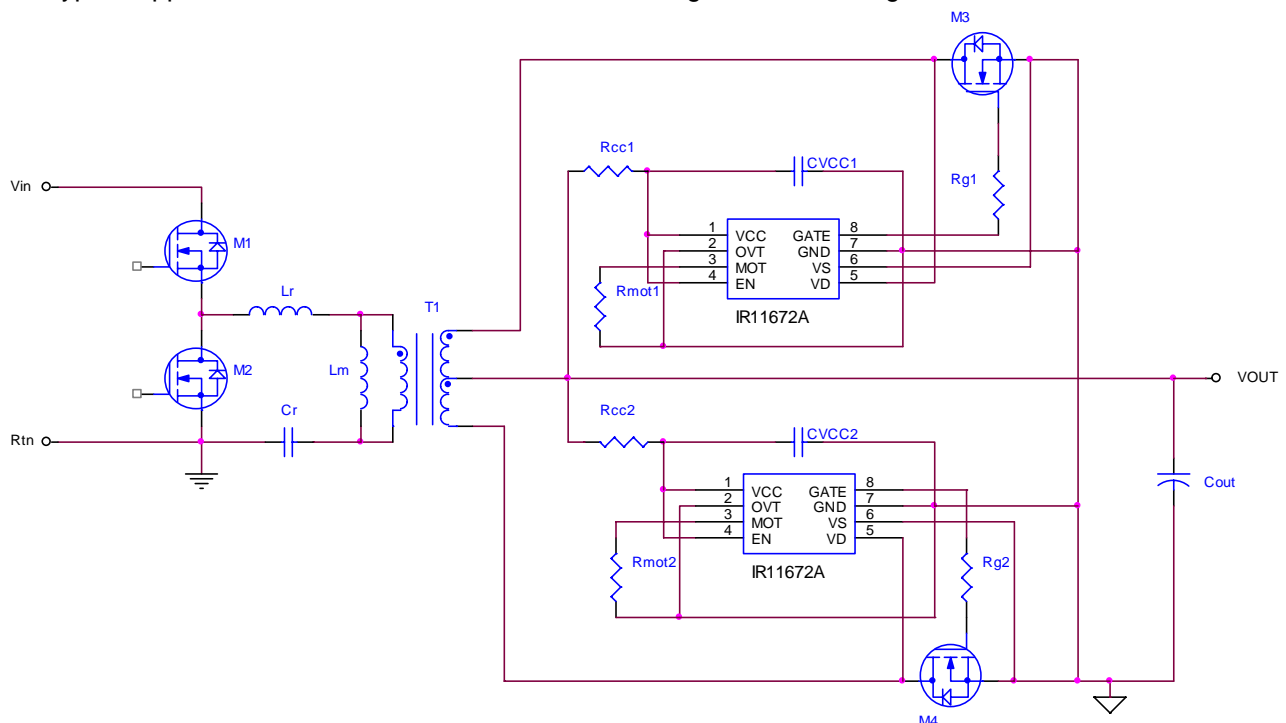 M3
Rcc1
CVCC1
Rg1
Vin
M1
1 VCC GATE 8
2 OVT GND 7
3 MOT VS 6
4 EN VD 5
Rmot1
IR11672A
Lr
T1
M2
Lm
VOUT
Rcc2
CVCC2
Cr
Rtn
1 VCC GATE 8
2 OVT GND 7
3 MOT VS 6
4 EN VD 5
Cout
Rmot2
Rg2
IR11672A
M4